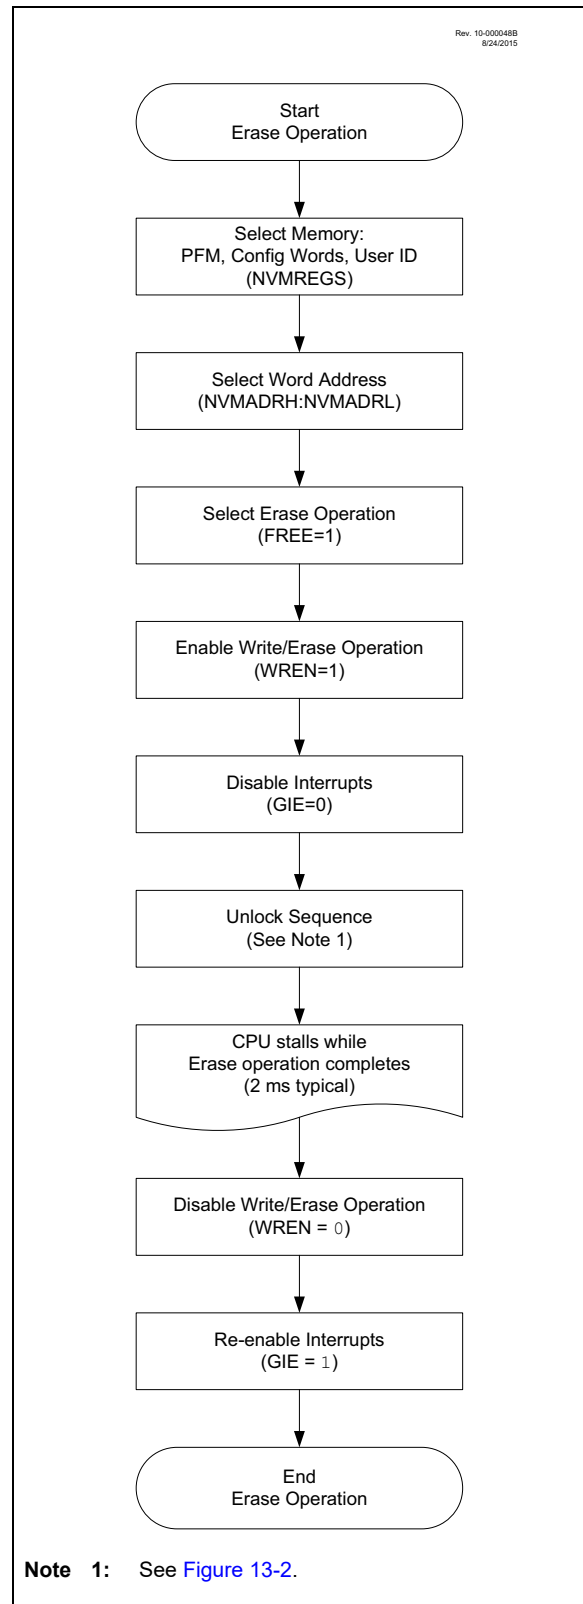 Rev. 10-000048B
8/24/2015
Start
Erase Operation
Select Memory:
PFM, Config Words, User ID
(NVMREGS)
Select Word Address
(NVMADRH:NVMADRL)
Select Erase Operation
(FREE=1)
Enable Write/Erase Operation
(WREN=1)
Disable Interrupts
(GIE=0)
Unlock Sequence
(See Note 1)
CPU stalls while
Erase operation completes
(2 ms typical)
Disable Write/Erase Operation
(WREN = 0)
Re-enable Interrupts
(GIE = 1)
End
Erase Operation
Note 1: See Figure 13-2.